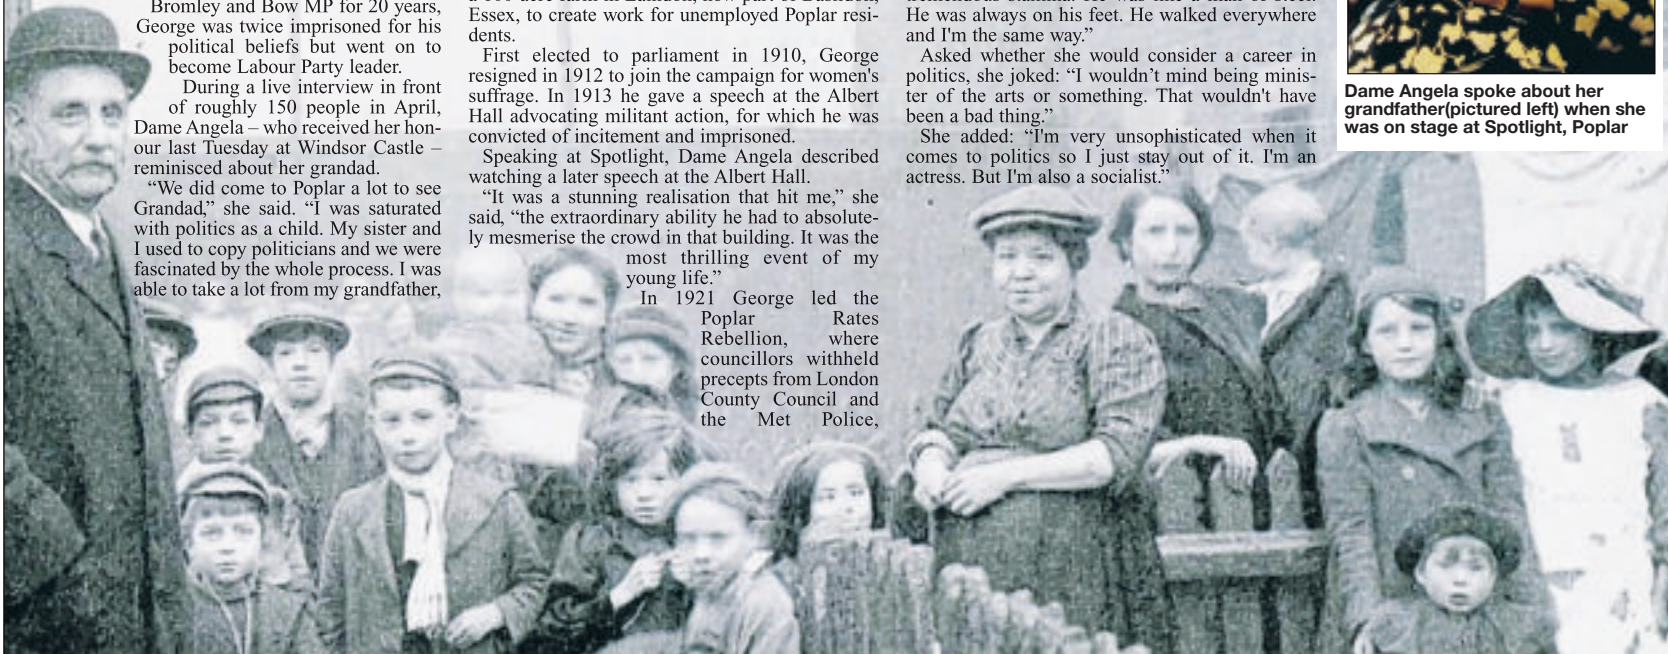 Bromley and Bow MP for 20 years,
George was twice imprisoned for his
political beliefs but went on to
become Labour Party leader.
During a live interview in front
of roughly 150 people in April,
Dame Angela – who received her hon-
our last Tuesday at Windsor Castle –
reminisced about her grandad.
“We did come to Poplar a lot to see
Grandad,” she said. “I was saturated
with politics as a child. My sister and
I used to copy politicians and we were
fascinated by the whole process. I was
able to take a lot from my grandfather,
Essex, to create work for unemployed Poplar resi-
dents.
First elected to parliament in 1910, George
resigned in 1912 to join the campaign for women's
suffrage. In 1913 he gave a speech at the Albert
Hall advocating militant action, for which he was
convicted of incitement and imprisoned.
Speaking at Spotlight, Dame Angela described
watching a later speech at the Albert Hall.
“It was a stunning realisation that hit me,” she
said, “the extraordinary ability he had to absolute-
ly mesmerise the crowd in that building. It was the
most thrilling event of my
young life.”
In 1921 George led the
Poplar Rates
Rebellion, where
councillors withheld
precepts from London
County Council and
the Met Police,
He was always on his feet. He walked everywhere
and I'm the same way.”
Asked whether she would consider a career in
politics, she joked: “I wouldn’t mind being minis-
ter of the arts or something. That wouldn't have
been a bad thing.”
She added: “I'm very unsophisticated when it
comes to politics so I just stay out of it. I'm an
actress. But I'm also a socialist.”
Dame Angela spoke about her
grandfather(pictured left) when she
was on stage at Spotlight, Poplar